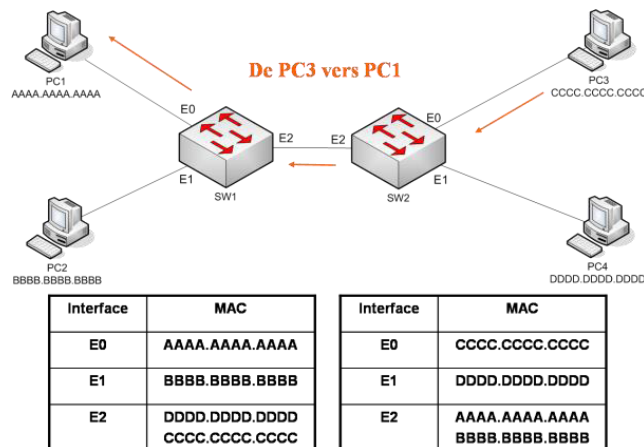 De PC3 vers PC1
PC1
AAAA.AAAA.AAAA
PC3
CCCC.CCCC.CCCC
E0
E2
E2
E0
E1
SW1
E1
SW2
PC2
BBBB.BBBB.BBBB
PC4
DDDD.DDDD.DDDD
Interface MAC
E0 AAAA.AAAA.AAAA
E1 BBBB.BBBB.BBBB
E2 DDDD.DDDD.DDDD
CCCC.CCCC.CCCC
Interface MAC
E0 CCCC.CCCC.CCCC
E1 DDDD.DDDD.DDDD
E2 AAAA.AAAA.AAAA
BBBB.BBBB.BBBB